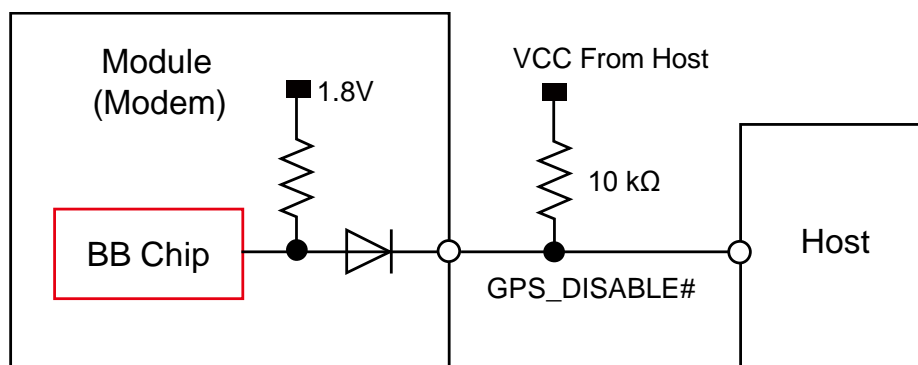 Module
(Modem)
1.8V
VCC From Host
10 kΩ
BB Chip
GPS_DISABLE#
Host